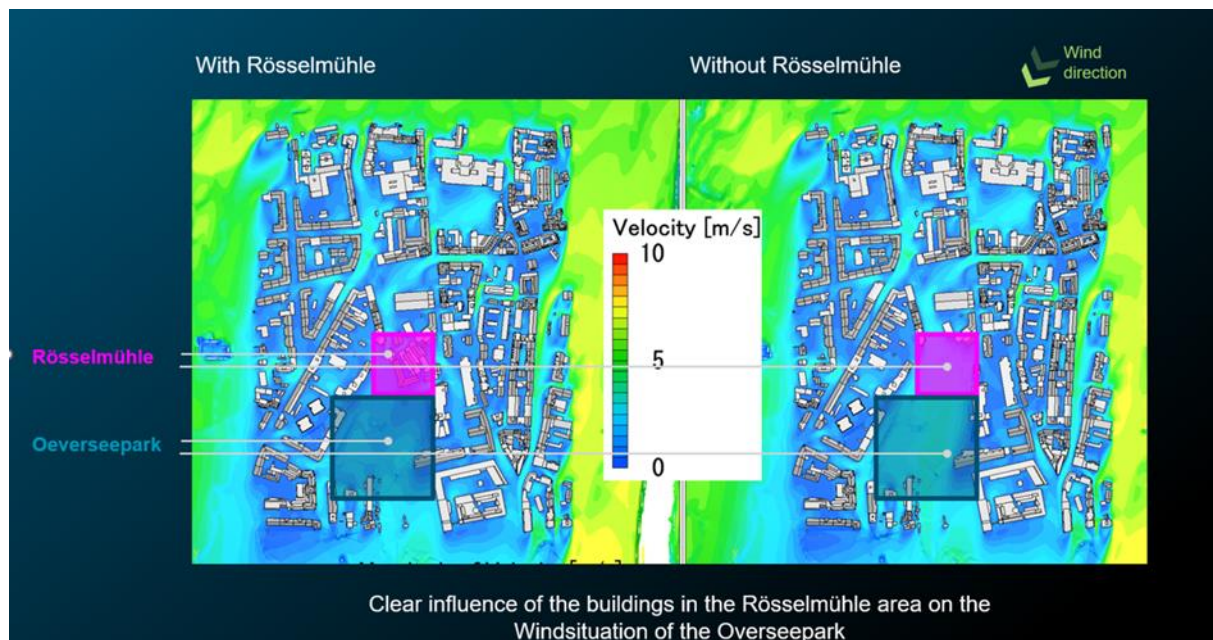 With Rösselmühle
Without Rösselmühle
Wind
direction
Velocity [m/s]
10
5
0
Rösselmühle
Oeverseepark
Clear influence of the buildings in the Rösselmühle area on the
Windsituation of the Overseepark